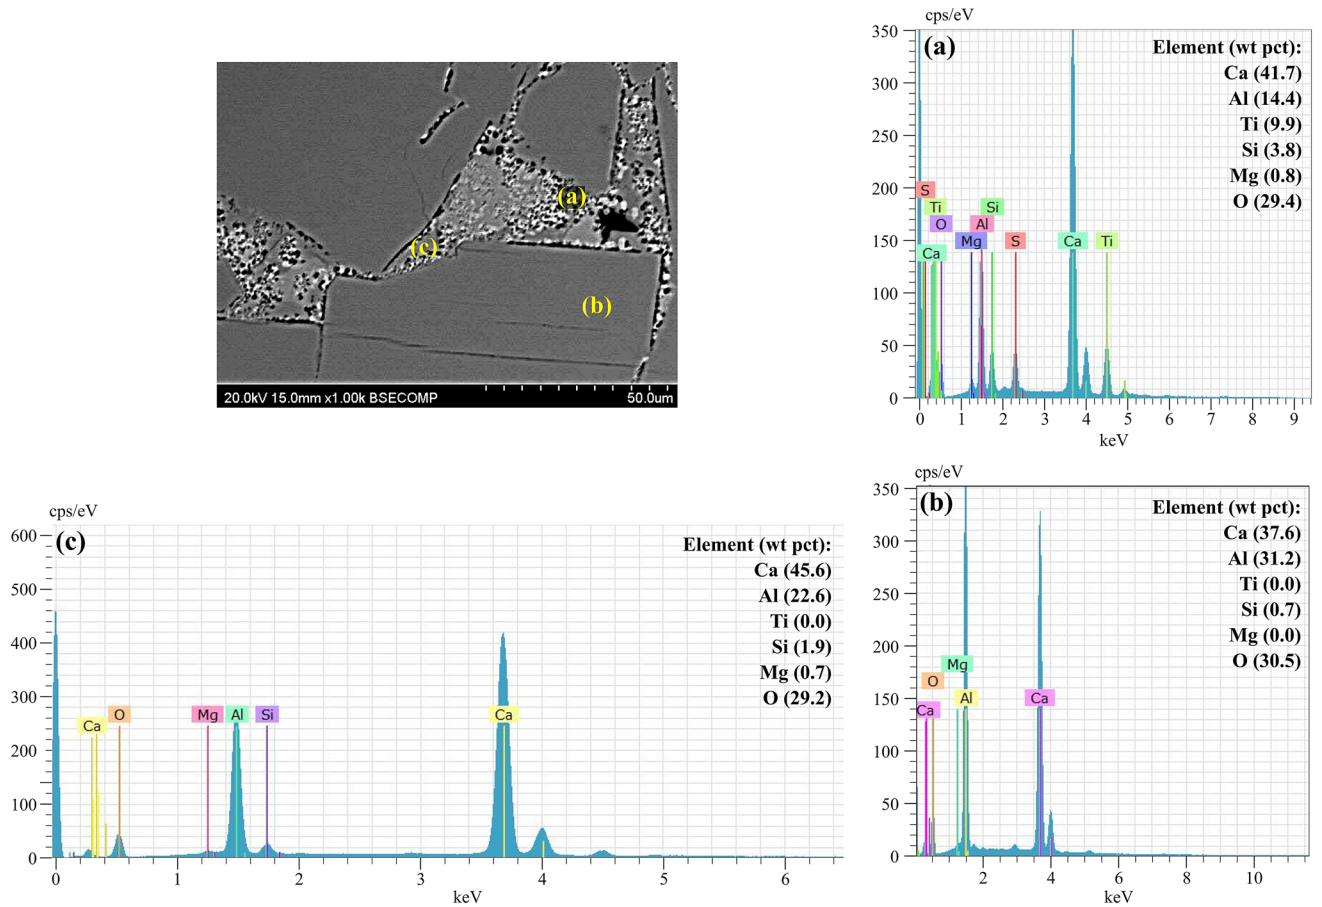 (a)
(c)
(b)
20.0kV 15.0mm x1.00k BSECOMP
50.0um
cps/eV
(a)
Element (wt pct):
Ca (41.7)
Al (14.4)
Ti (9.9)
Si (3.8)
Mg (0.8)
O (29.4)
350
300
250
200
150
100
50
0
S
Ti
Si
O
Al
Mg
S
Ca
Ti
Ca
0 1 2 3 4 5 6 7 8 9
keV
cps/eV
(c)
Element (wt pct):
Ca (45.6)
Al (22.6)
Ti (0.0)
Si (1.9)
Mg (0.7)
O (29.2)
600
500
400
300
200
100
0
Ca
O
Mg
Al
Si
Ca
0 1 2 3 4 5 6
keV
cps/eV
(b)
Element (wt pct):
Ca (37.6)
Al (31.2)
Ti (0.0)
Si (0.7)
Mg (0.0)
O (30.5)
350
300
250
200
150
100
50
0
Mg
O
Ca
Al
Ca
2 4 6 8 10
keV